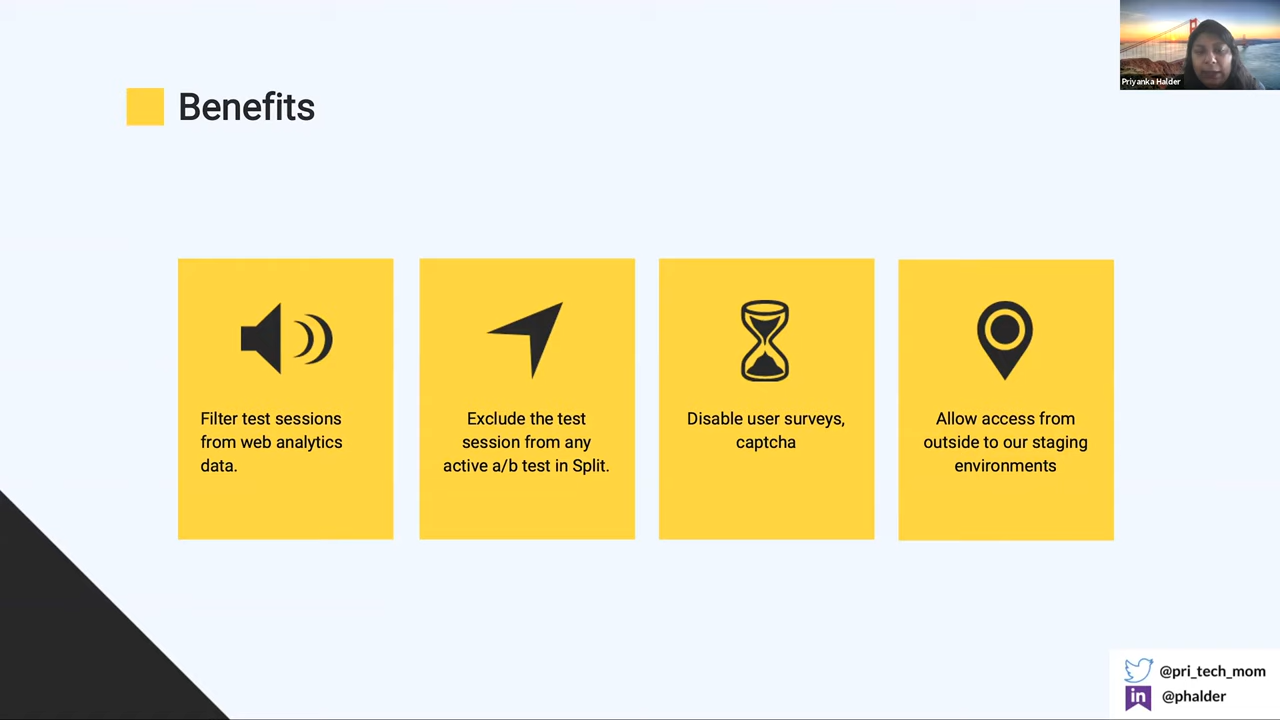 Priyanka Halder
Benefits
Filter test sessions
from web analytics
data.
Exclude the test
session from any
active a/b test in Split.
Disable user surveys,
captcha
Allow access from
outside to our staging
environments
@pri_tech_mom
in @phalder